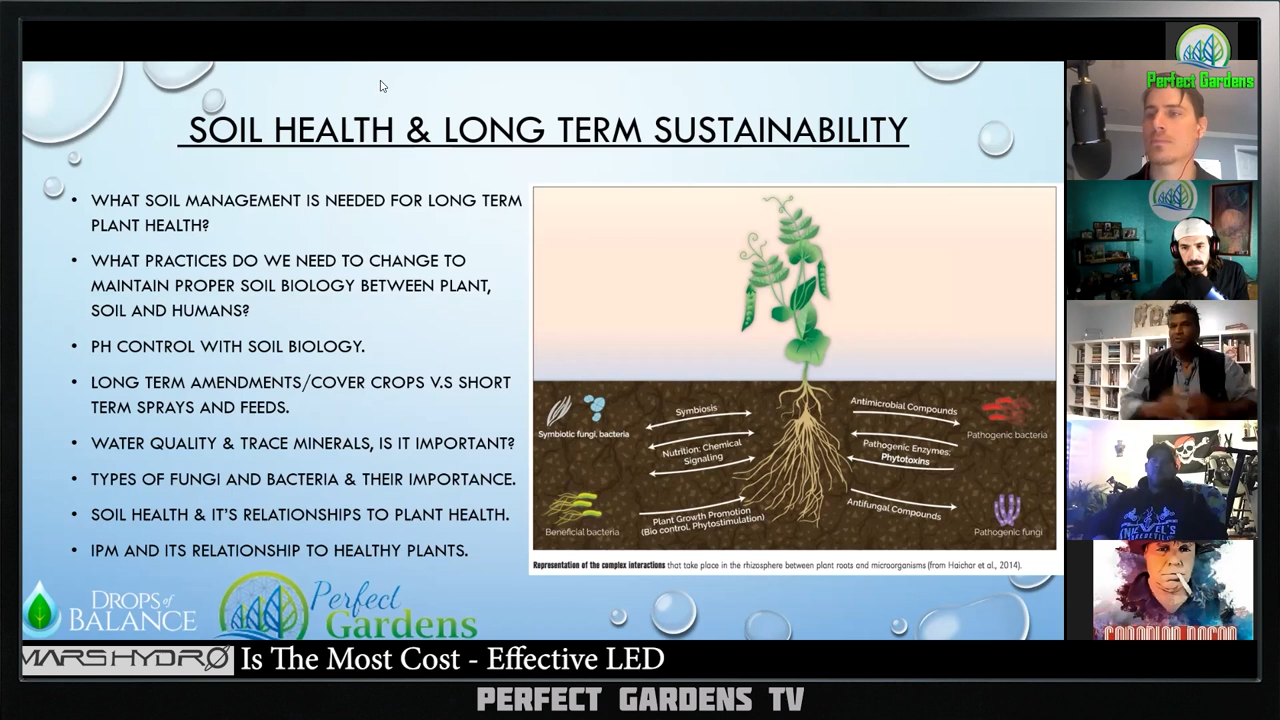 Perfect Gardens
SOIL HEALTH & LONG TERM SUSTAINABILITY
• WHAT SOIL MANAGEMENT IS NEEDED FOR LONG TERM
PLANT HEALTH?
• WHAT PRACTICES DO WE NEED TO CHANGE TO
MAINTAIN PROPER SOIL BIOLOGY BETWEEN PLANT,
SOIL AND HUMANS?
• PH CONTROL WITH SOIL BIOLOGY.
• LONG TERM AMENDMENTS/COVER CROPS V.S SHORT
TERM SPRAYS AND FEEDS.
• WATER QUALITY & TRACE MINERALS, IS IT IMPORTANT?
• TYPES OF FUNGI AND BACTERIA & THEIR IMPORTANCE.
• SOIL HEALTH & IT'S RELATIONSHIPS TO PLANT HEALTH.
• IPM AND ITS RELATIONSHIP TO HEALTHY PLANTS.
Symbiotic fungi, bacteria
Symbiosis
Nutrition; Chemical
Signaling
Beneficial bacteria
Plant Growth Promotion
(Bio control, Phytostimulation)
Antimicrobial Compounds
Pathogenic bacteria
Pathogenic Enzymes;
Phytotoxins
Antifungal Compounds
Pathogenic fungi
Representation of the complex interactions that take place in the rhizosphere between plant roots and microorganisms (from Haichar et al., 2014).
DROPS of
BALANCE
Perfect
Gardens
MARS HYDRO Is The Most Cost - Effective LED
PERFECT GARDENS TV